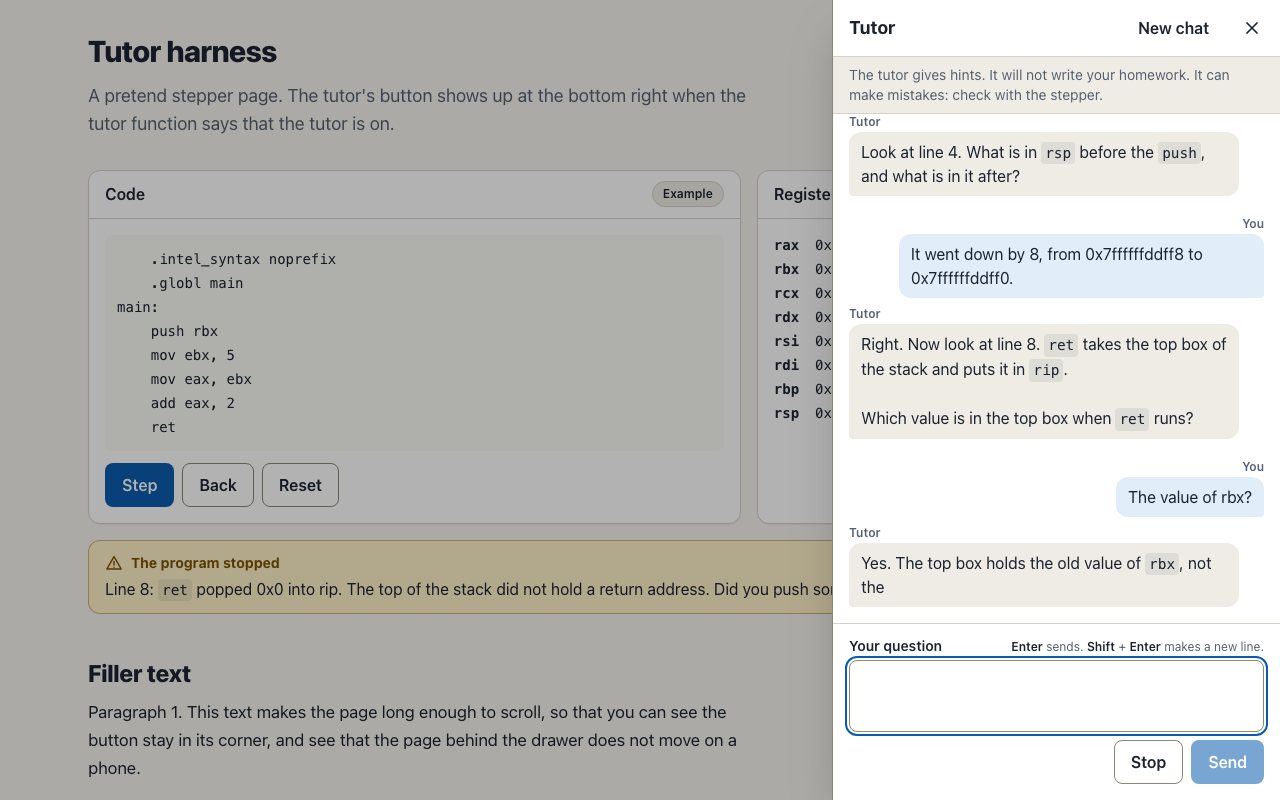 Tutor harness
A pretend stepper page. The tutor's button shows up at the bottom right when the
tutor function says that the tutor is on.
Code
Example
.intel_syntax noprefix
.globl main
main:
push rbx
mov ebx, 5
mov eax, ebx
add eax, 2
ret
Step
Back
Reset
Registe
rax 0x
rbx 0x
rcx 0x
rdx 0x
rsi 0x
rdi 0x
rbp 0x
rsp 0x
The program stopped
Line 8: ret popped 0x0 into rip. The top of the stack did not hold a return address. Did you push so
Filler text
Paragraph 1. This text makes the page long enough to scroll, so that you can see the
button stay in its corner, and see that the page behind the drawer does not move on a
phone.
Tutor
New chat
The tutor gives hints. It will not write your homework. It can
make mistakes: check with the stepper.
Tutor
Look at line 4. What is in rsp before the push,
and what is in it after?
You
It went down by 8, from 0x7ffffffddff8 to
0x7ffffffddff0.
Tutor
Right. Now look at line 8. ret takes the top box of
the stack and puts it in rip.
Which value is in the top box when ret runs?
You
The value of rbx?
Tutor
Yes. The top box holds the old value of rbx, not
the
Your question
Enter sends. Shift + Enter makes a new line.
Stop
Send